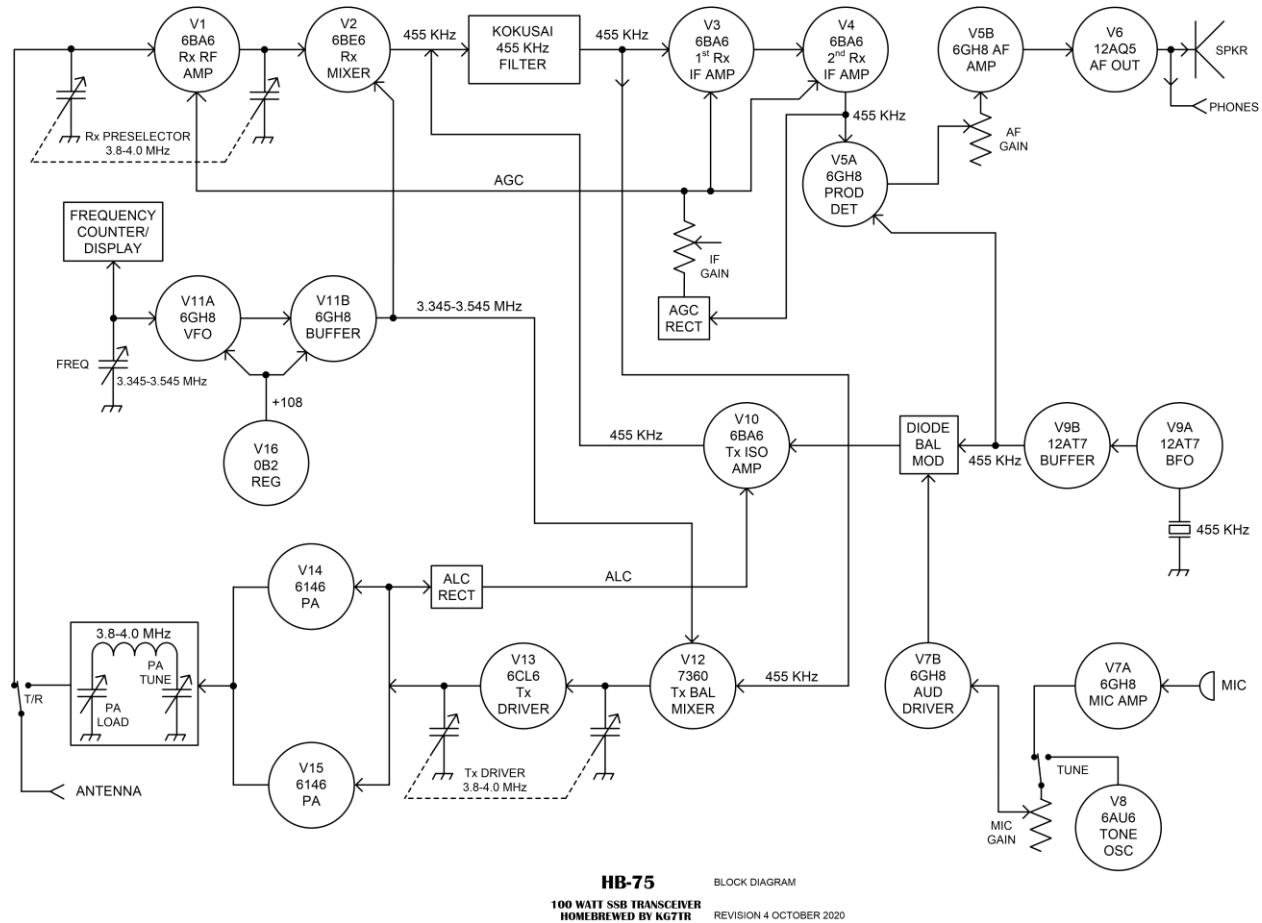 V1
6BA6
Rx RF
AMP
V2
6BE6
Rx
MIXER
455 KHz
KOKUSAI
455 KHz
FILTER
455 KHz
V3
6BA6
1st Rx
IF AMP
V4
6BA6
2nd Rx
IF AMP
V5B
6GH8 AF
AMP
V6
12AQ5
AF OUT
SPKR
PHONES
Rx PRESELECTOR
3.8-4.0 MHz
455 KHz
AF
GAIN
V5A
6GH8
PROD
DET
AGC
FREQUENCY
COUNTER/
DISPLAY
IF
GAIN
AGC
RECT
V11A
6GH8
VFO
V11B
6GH8
BUFFER
3.345-3.545 MHz
FREQ
3.345-3.545 MHz
+108
V16
0B2
REG
455 KHz
V10
6BA6
Tx ISO
AMP
DIODE
BAL
MOD
455 KHz
V9B
12AT7
BUFFER
V9A
12AT7
BFO
455 KHz
V14
6146
PA
ALC
RECT
ALC
3.8-4.0 MHz
PA
TUNE
PA
LOAD
T/R
V13
6CL6
Tx
DRIVER
V12
7360
Tx BAL
MIXER
455 KHz
V7B
6GH8
AUD
DRIVER
V7A
6GH8
MIC AMP
MIC
ANTENNA
V15
6146
PA
Tx DRIVER
3.8-4.0 MHz
TUNE
MIC
GAIN
V8
6AU6
TONE
OSC
HB-75
BLOCK DIAGRAM
100 WATT SSB TRANSCEIVER
HOMEBREWED BY KG7TR
REVISION 4 OCTOBER 2020